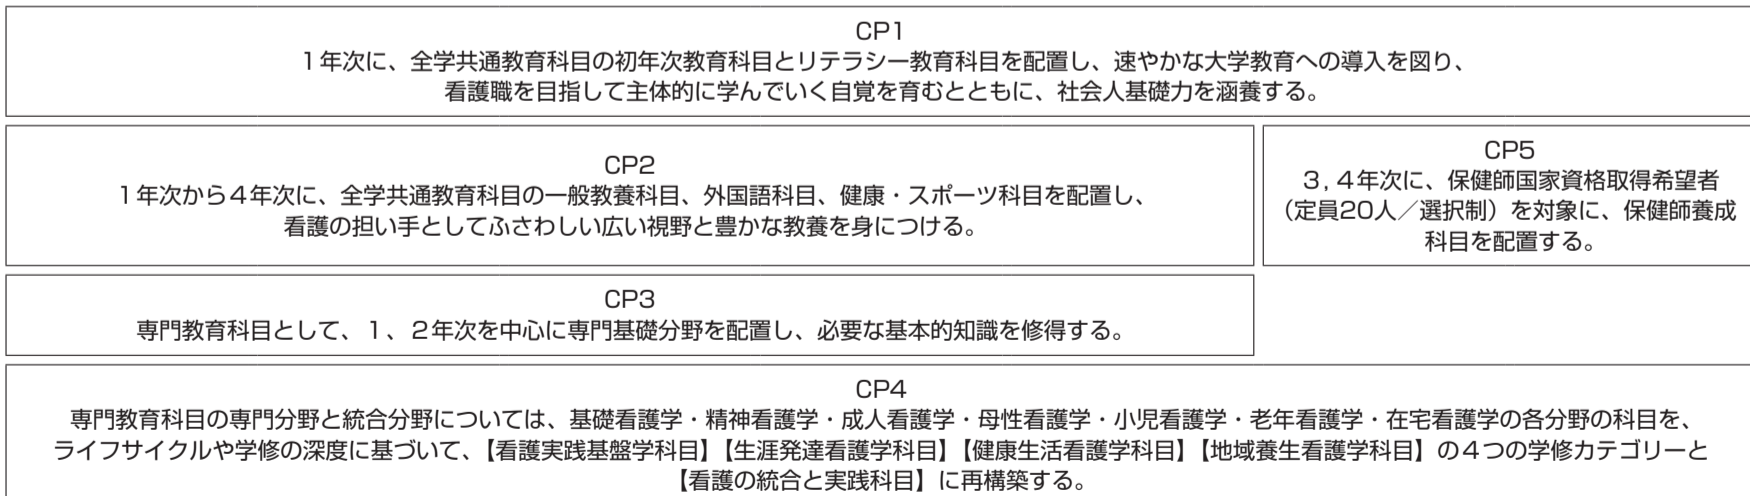 CP1
１年次に、全学共通教育科目の初年次教育科目とリテラシー教育科目を配置し、速やかな大学教育への導入を図り、
看護職を目指して主体的に学んでいく自覚を育むとともに、社会人基礎力を涵養する。
CP2
１年次から４年次に、全学共通教育科目の一般教養科目、外国語科目、健康・スポーツ科目を配置し、
看護の担い手としてふさわしい広い視野と豊かな教養を身につける。
CP5
３，４年次に、保健師国家資格取得希望者
（定員20人／選択制）を対象に、保健師養成
科目を配置する。
CP3
専門教育科目として、１、２年次を中心に専門基礎分野を配置し、必要な基本的知識を修得する。
CP4
専門教育科目の専門分野と統合分野については、基礎看護学・精神看護学・成人看護学・母性看護学・小児看護学・老年看護学・在宅看護学の各分野の科目を、
ライフサイクルや学修の深度に基づいて、【看護実践基盤学科目】【生涯発達看護学科目】【健康生活看護学科目】【地域養生看護学科目】の４つの学修カテゴリーと
【看護の統合と実践科目】に再構築する。